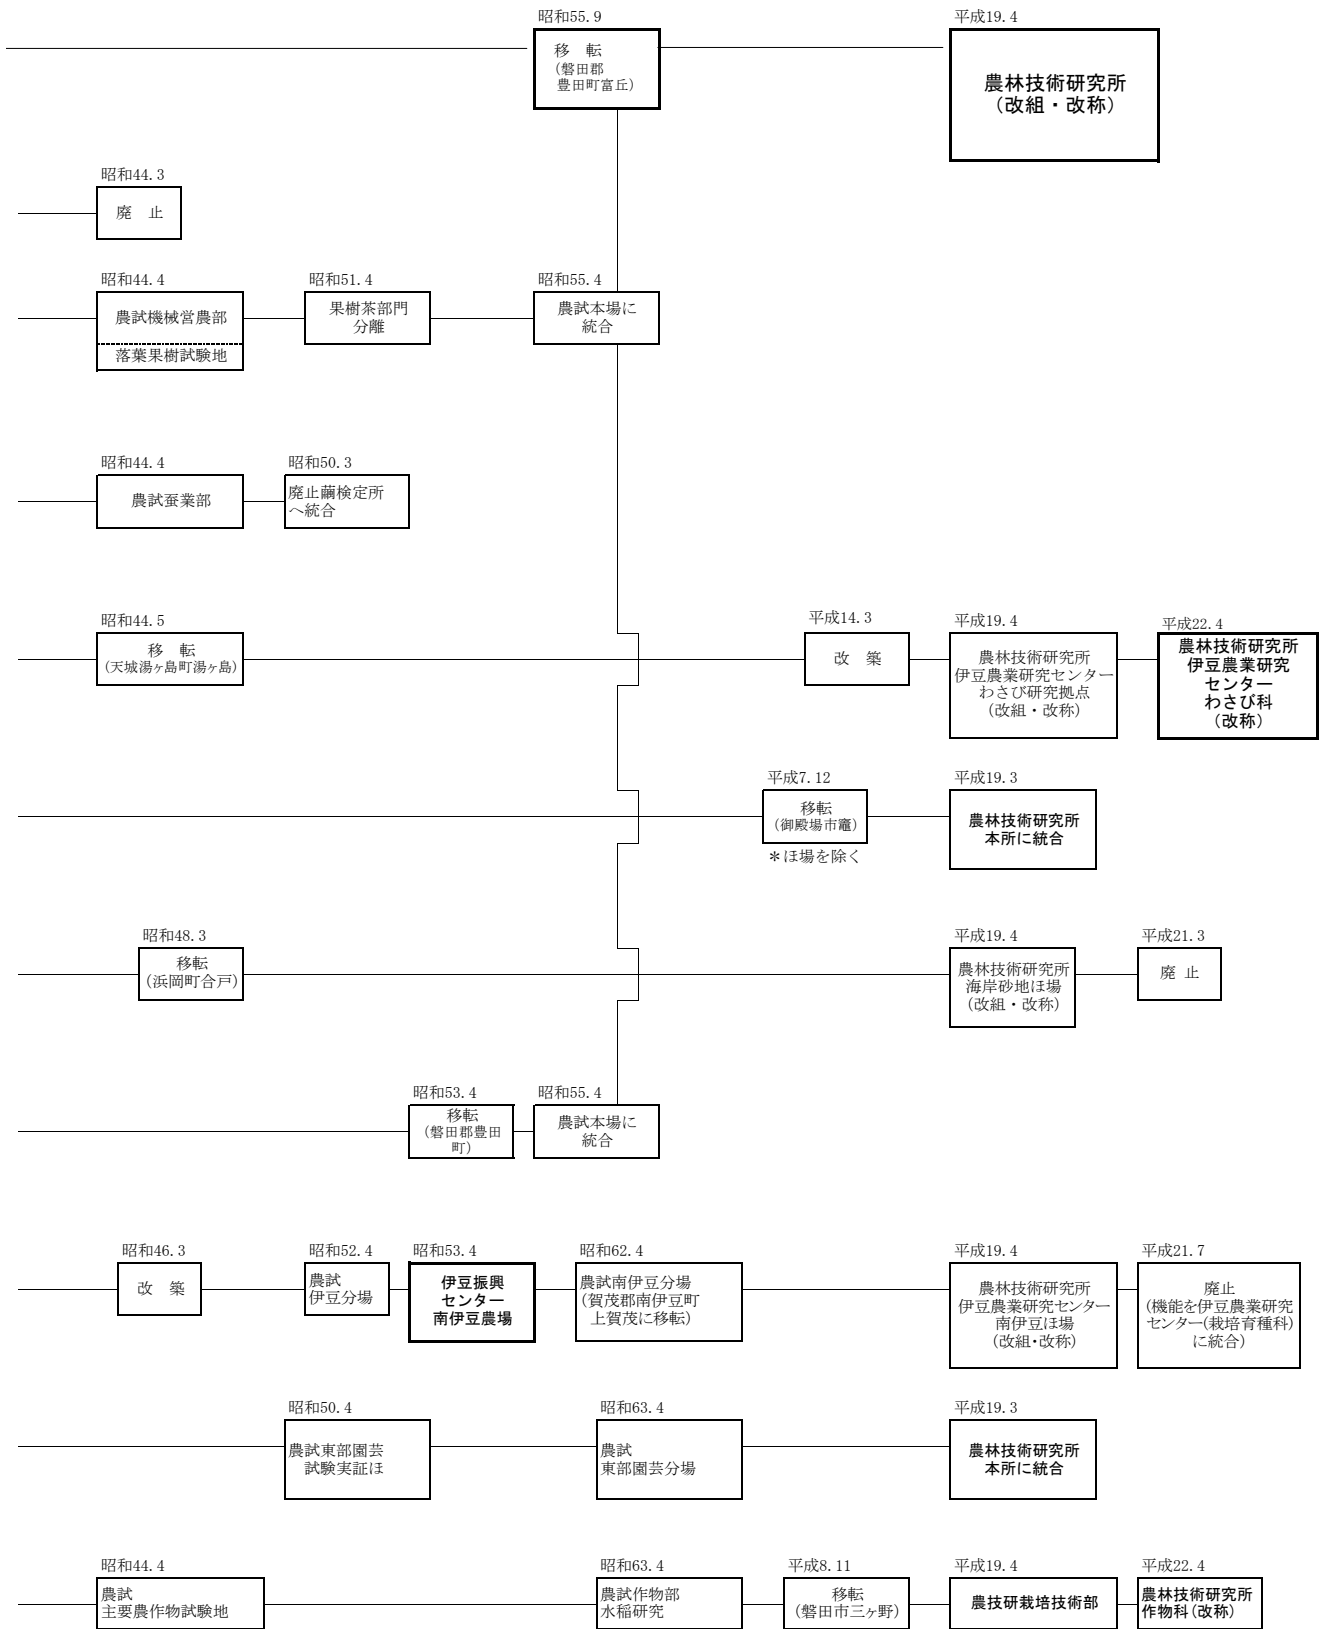 昭和55.9
移　転
(磐田郡
豊田町富丘)
平成19.4
農林技術研究所
(改組・改称)
昭和44.3
廃　止
昭和44.4
農試機械営農部
落葉果樹試験地
昭和51.4
果樹茶部門
分離
昭和55.4
農試本場に
統合
昭和44.4
農試蚕業部
昭和50.3
廃止繭検定所
へ統合
昭和44.5
移　転
(天城湯ヶ島町湯ヶ島)
平成14.3
改　築
平成19.4
農林技術研究所
伊豆農業研究センター
わさび研究拠点
(改組・改称)
平成22.4
農林技術研究所
伊豆農業研究
センター
わさび科
(改称)
平成7.12
移転
(御殿場市竈)
＊ほ場を除く
平成19.3
農林技術研究所
本所に統合
昭和48.3
移転
(浜岡町合戸)
平成19.4
農林技術研究所
海岸砂地ほ場
(改組・改称)
平成21.3
廃 止
昭和53.4
移転
(磐田郡豊田
町)
昭和55.4
農試本場に
統合
昭和46.3
改　築
昭和52.4
農試
伊豆分場
昭和53.4
伊豆振興
センター
南伊豆農場
昭和62.4
農試南伊豆分場
(賀茂郡南伊豆町
上賀茂に移転)
平成19.4
農林技術研究所
伊豆農業研究センター
南伊豆ほ場
(改組・改称)
平成21.7
廃止
(機能を伊豆農業研究
センター(栽培育種科)
に統合)
昭和50.4
農試東部園芸
試験実証ほ
昭和63.4
農試
東部園芸分場
平成19.3
農林技術研究所
本所に統合
昭和44.4
農試
主要農作物試験地
昭和63.4
農試作物部
水稲研究
平成8.11
移転
(磐田市三ヶ野)
平成19.4
農技研栽培技術部
平成22.4
農林技術研究所
作物科(改称)